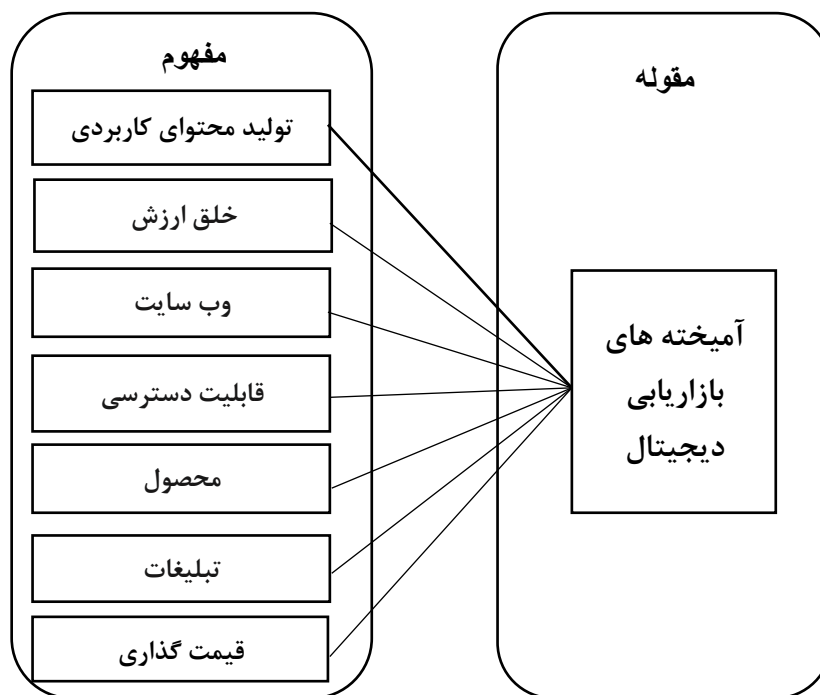 مقوله
آمیخته های
بازاریابی
دیجیتال
مفهوم
تولید محتوای کاربردی
خلق ارزش
وب سایت
قابلیت دسترسی
محصول
تبلیغات
قیمت گذاری